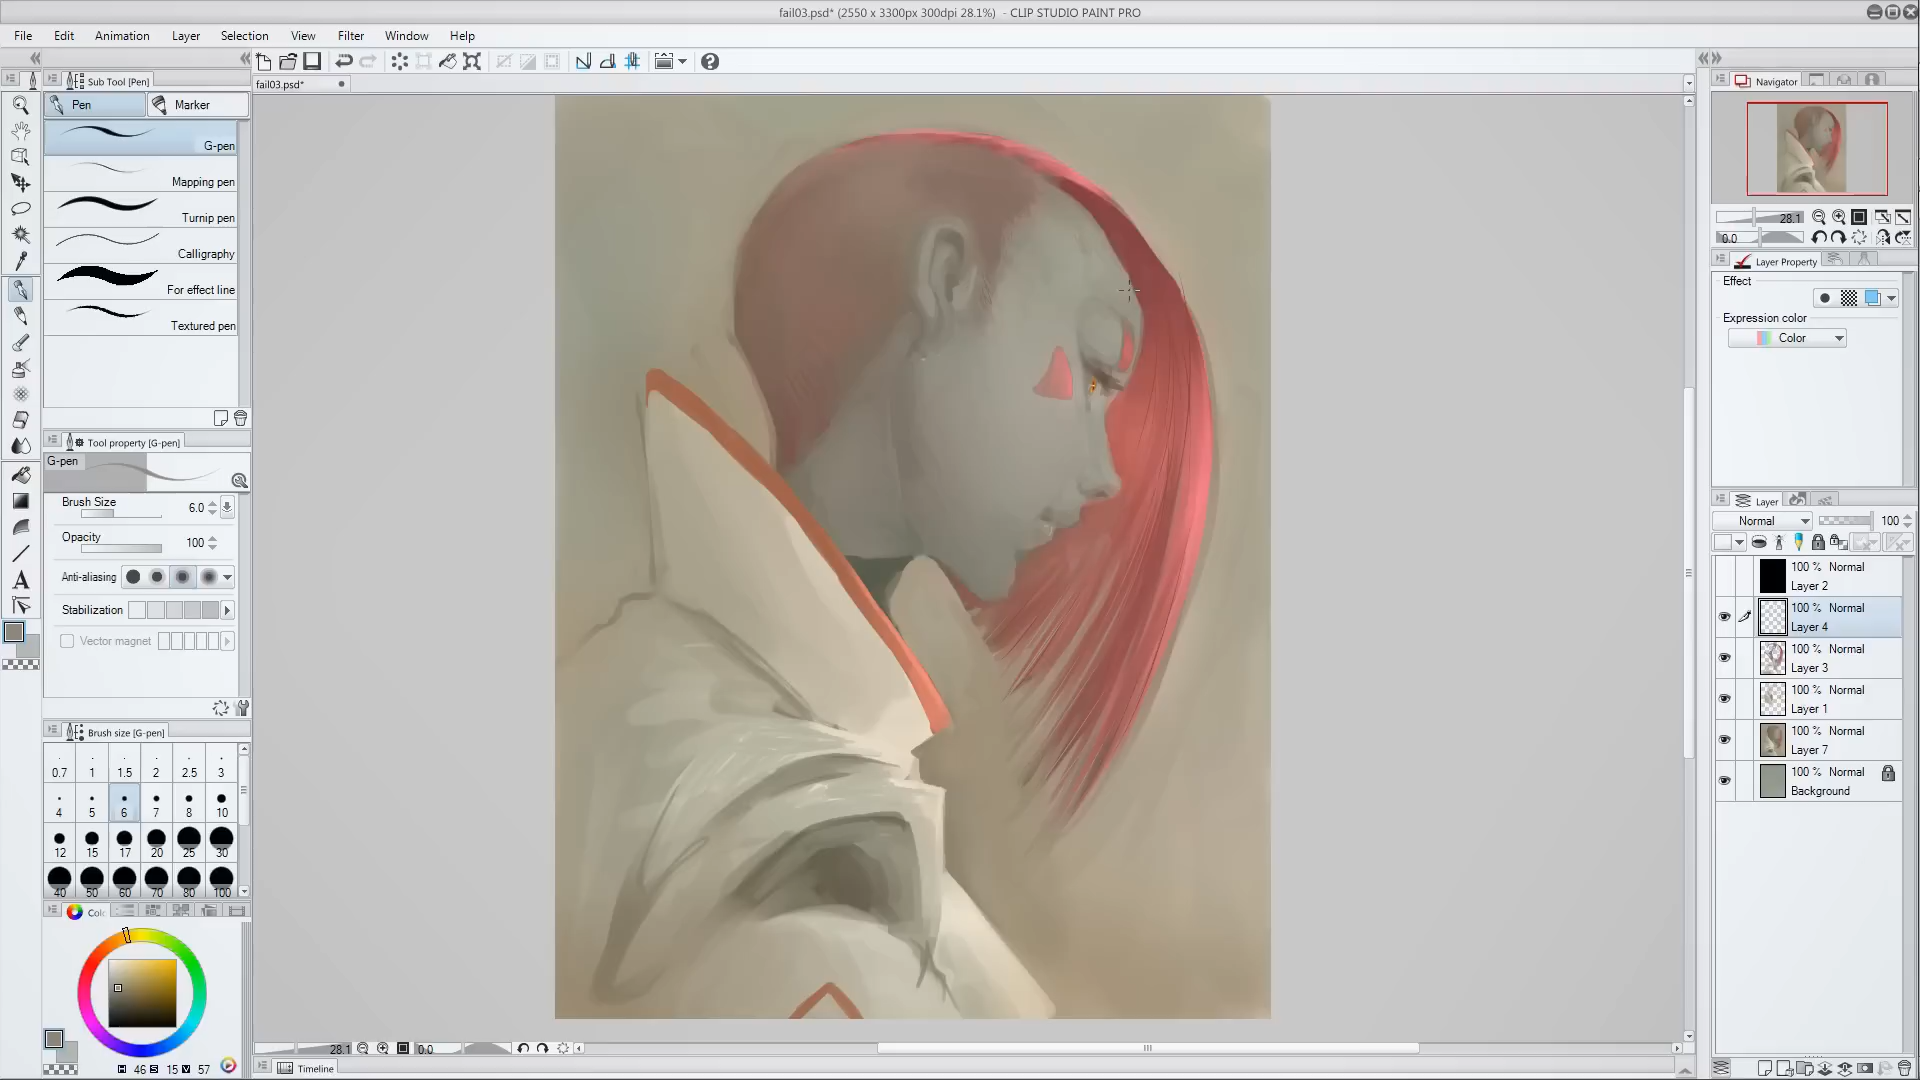 fail03.psd* (2550 x 3300px 300dpi 28.1%)  - CLIP STUDIO PAINT PRO
File Edit Animation Layer Selection View Filter Window Help
Sub Tool [Pen]
fail03.psd*
Navigator
Pen Marker
G-pen
Mapping pen
Turnip pen
Calligraphy
For effect line
Textured pen
28.1
0.0
Layer Property
Effect
Expression color
Color
Tool property [G-pen]
G-pen
Brush Size 6.0
Opacity 100
Anti-aliasing
Stabilization
Vector magnet
Layer
Normal 100
100 % Normal
Layer 2
100 % Normal
Layer 4
100 % Normal
Layer 3
100 % Normal
Layer 1
100 % Normal
Layer 7
100 % Normal
Background
Brush size [G-pen]
0.7 1 1.5 2 2.5 3
4 5 6 7 8 10
12 15 17 20 25 30
40 50 60 70 80 100
Colc
28.1 0.0
Timeline
H 46 S 15 V 57